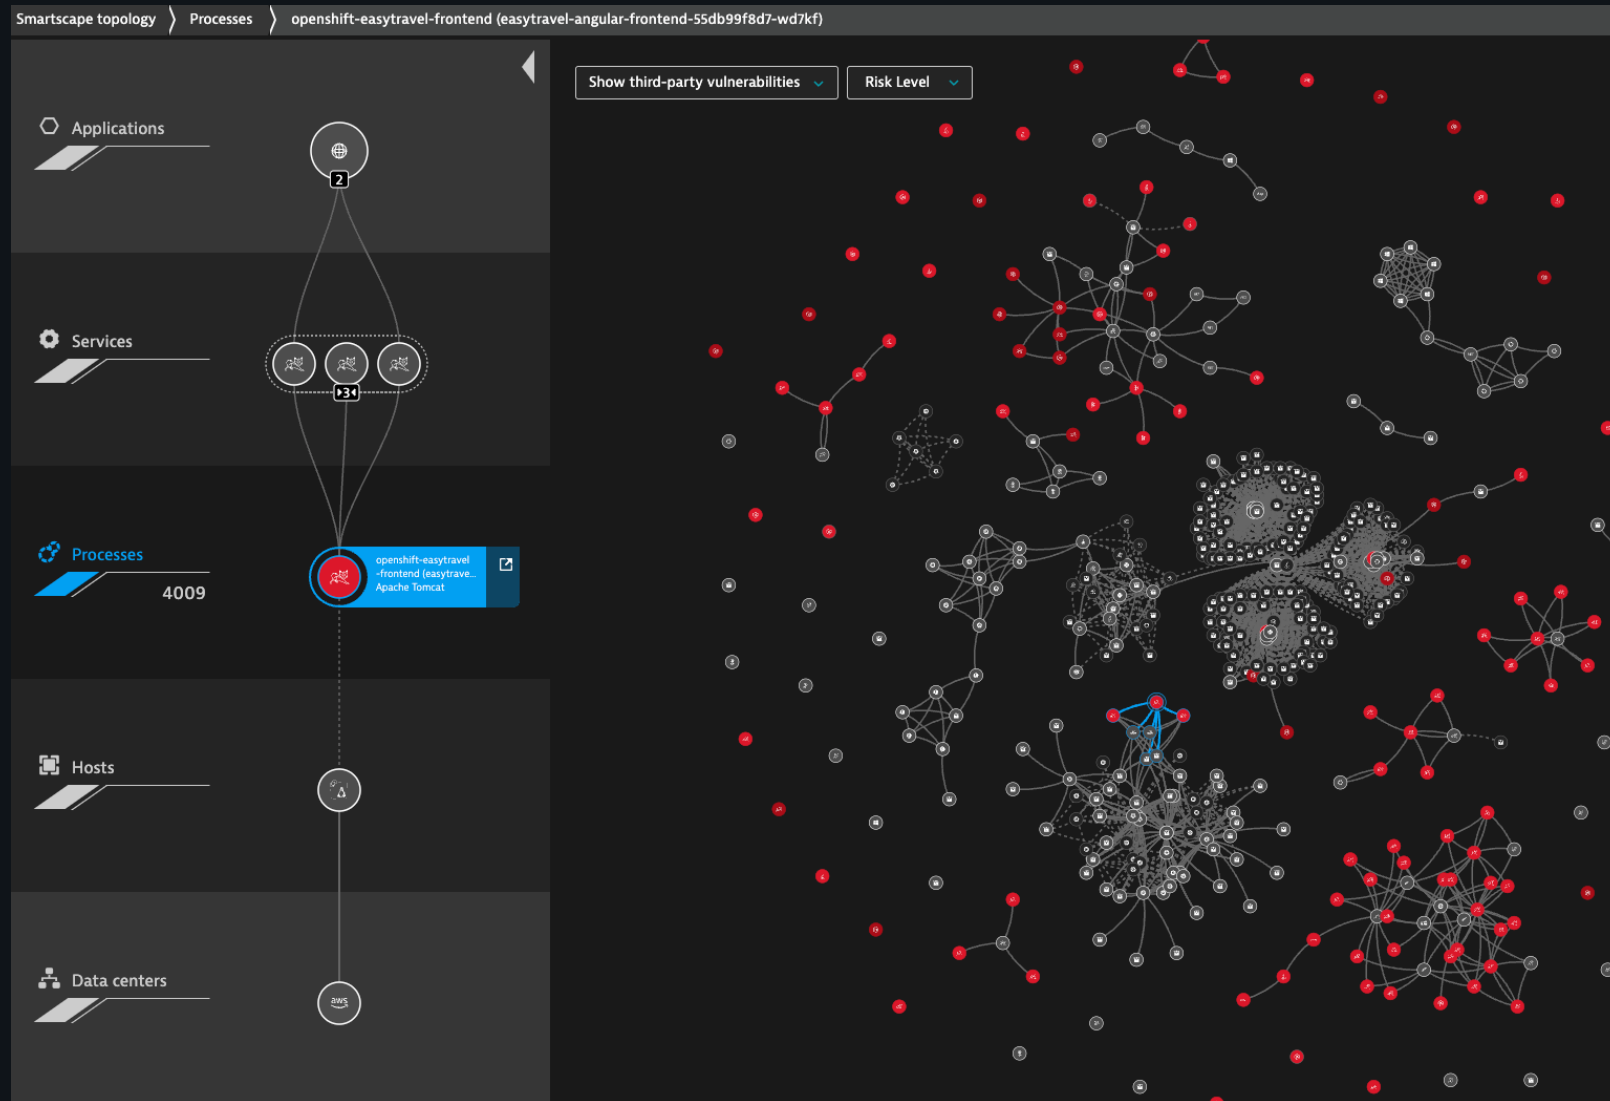 Smartscape topology
Processes
openshift-easytravel-frontend (easytravel-angular-frontend-55db99f8d7-wd7kf)
Show third-party vulnerabilities
Risk Level
Applications
2
Services
3
Processes
4009
openshift-easytravel
-frontend (easytrave...
Apache Tomcat
Hosts
Data centers
aws